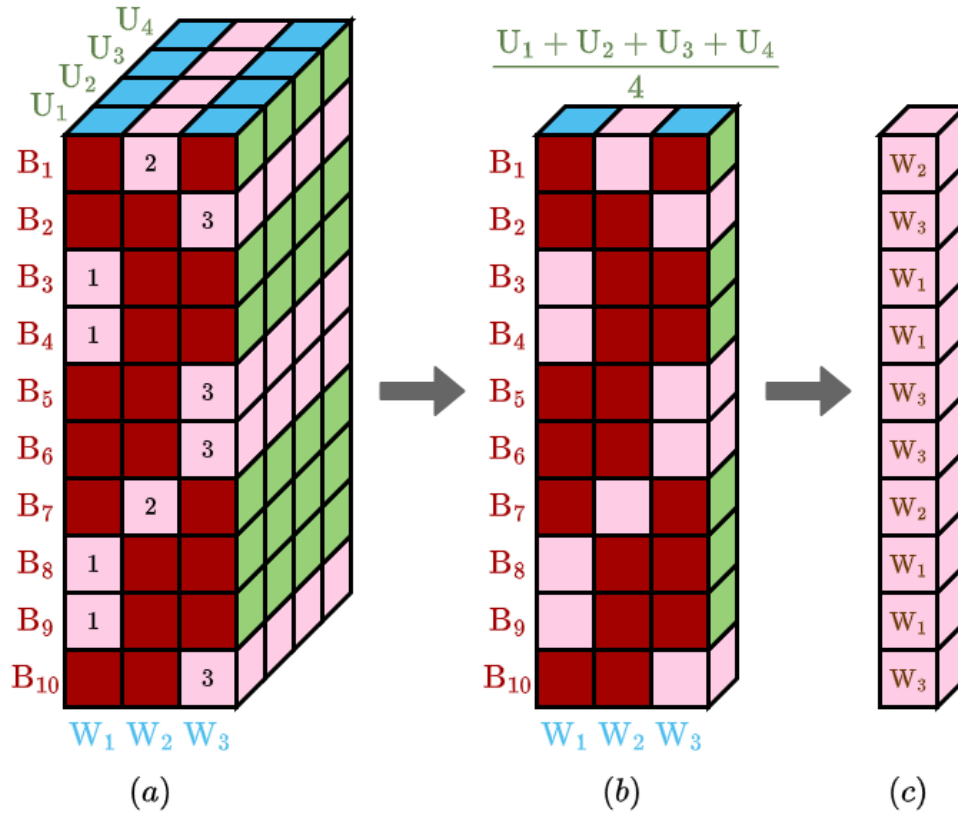 U₄
U₃
U₂
U₁
U₁ + U₂ + U₃ + U₄
4
B₁ 2
B₂ 3
B₃ 1
B₄ 1
B₅ 3
B₆ 3
B₇ 2
B₈ 1
B₉ 1
B₁₀ 3
W₁ W₂ W₃
(a)
B₁
B₂
B₃
B₄
B₅
B₆
B₇
B₈
B₉
B₁₀
W₁ W₂ W₃
(b)
W₂
W₃
W₁
W₁
W₃
W₃
W₂
W₁
W₁
W₃
(c)